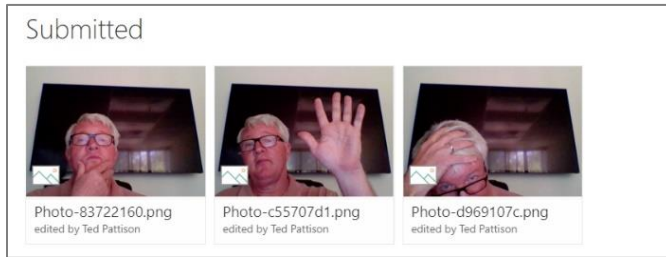 Submitted
Photo-83722160.png
edited by Ted Pattison
Photo-c55707d1.png
edited by Ted Pattison
Photo-d969107c.png
edited by Ted Pattison